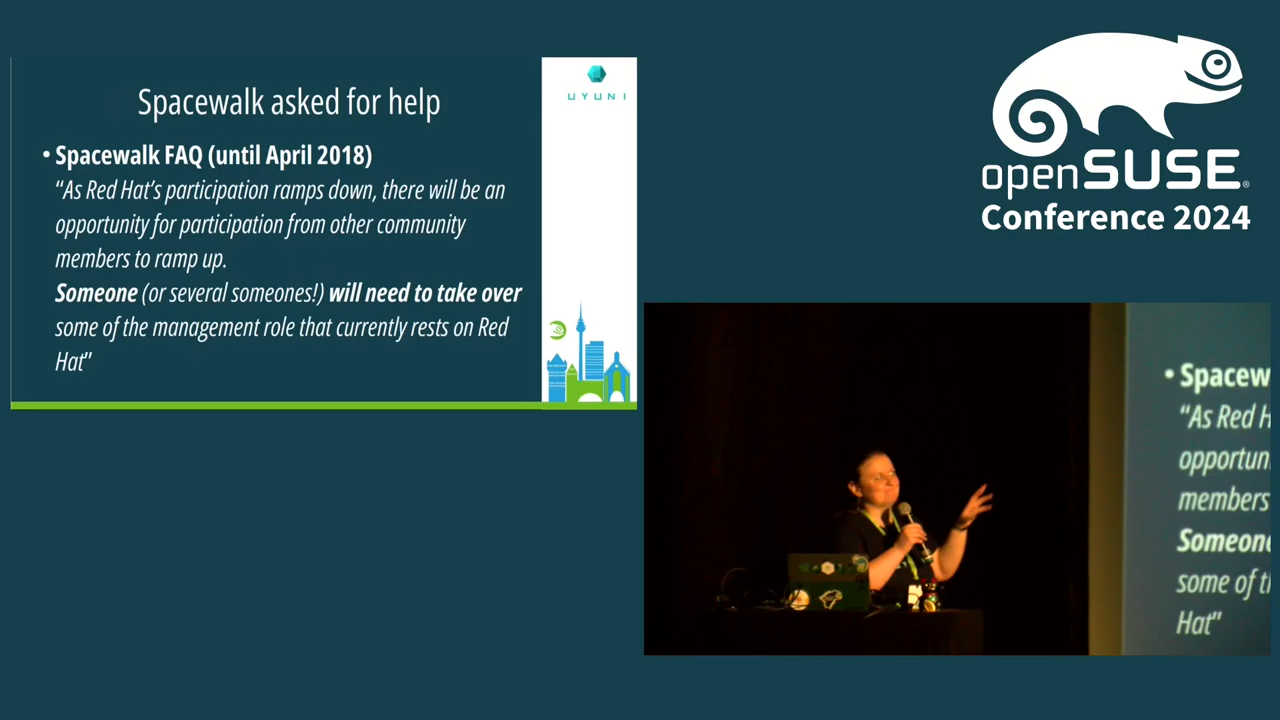 Spacewalk asked for help
• Spacewalk FAQ (until April 2018)
“As Red Hat’s participation ramps down, there will be an
opportunity for participation from other community
members to ramp up.
Someone (or several someones!) will need to take over
some of the management role that currently rests on Red
Hat”
UYUNI
openSUSE®
Conference 2024
• Spacew
“As Red H
opportun
members
Someone
some of th
Hat”